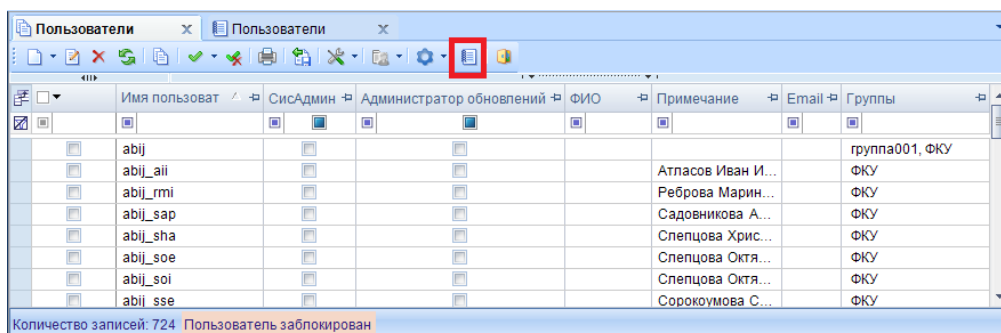 Пользователи x Пользователи x
Имя пользоват СисАдмин Администратор обновлений ФИО Примечание Email Группы
abij группа001, ФКУ
abij_aii Атласов Иван И... ФКУ
abij_rmi Реброва Марин... ФКУ
abij_sap Садовникова А... ФКУ
abij_sha Слепцова Хрис... ФКУ
abij_soe Слепцова Октя... ФКУ
abij_soi Слепцова Октя... ФКУ
abij_sse Сорокоумова С... ФКУ
Количество записей: 724 Пользователь заблокирован